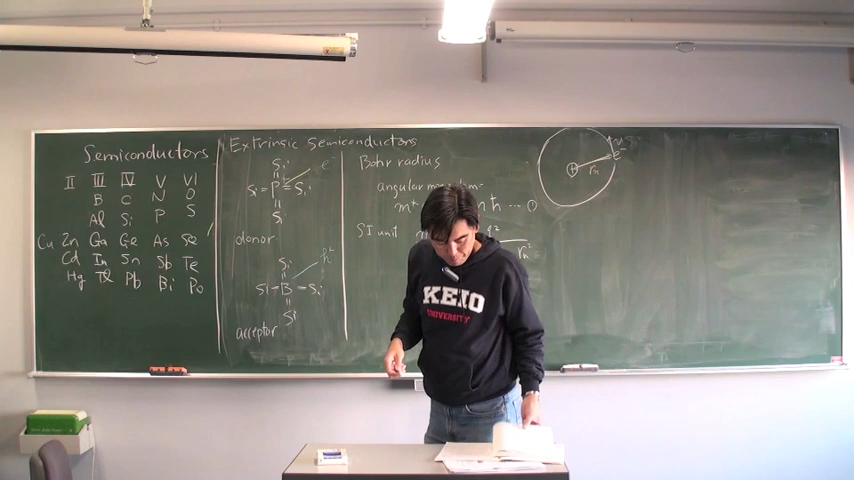 Semiconductors
II III IV V VI
B C N O
Al Si P S
Cu Zn Ga Ge As Se
Cd In Sn Sb Te
Hg Tl Pb Bi Po
Extrinsic Semiconductors
Si
e⁻
Si = P = Si
Si
donor
Si
Si - B - Si
Si
acceptor
Bohr radius
angular
SI unit
rₙ²
e⁻
rₙ
KEIO
UNIVERSITY